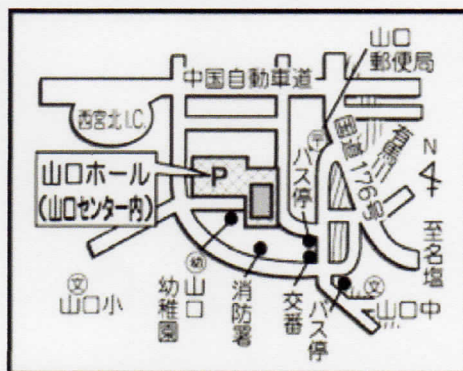 山口
郵便局
中国自動車道
西宮北I.C.
〒
バス停
国道176号
有馬川
N
山口ホール
(山口センター内)
P
至名塩
文
山口小
幼
山口
幼稚園
消防署
交番
バス停
文
山口中